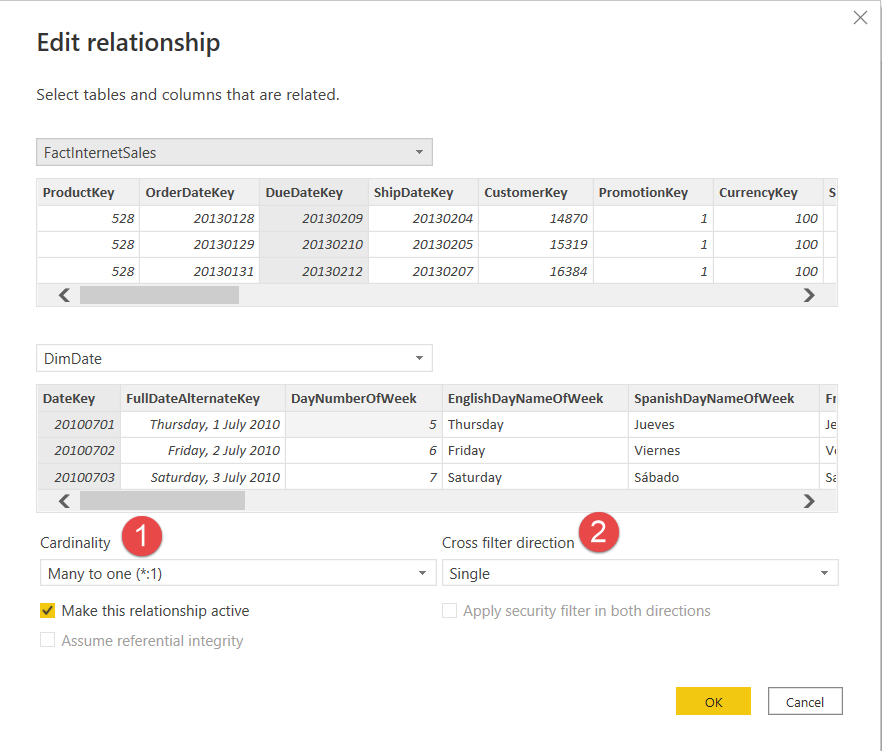 Edit relationship
Select tables and columns that are related.
FactInternetSales
ProductKey OrderDateKey DueDateKey ShipDateKey CustomerKey PromotionKey CurrencyKey S
528 20130128 20130209 20130204 14870 1 100
528 20130129 20130210 20130205 15319 1 100
528 20130131 20130212 20130207 16384 1 100
DimDate
DateKey FullDateAlternateKey DayNumberOfWeek EnglishDayNameOfWeek SpanishDayNameOfWeek Fr
20100701 Thursday, 1 July 2010 5 Thursday Jueves Je
20100702 Friday, 2 July 2010 6 Friday Viernes Ve
20100703 Saturday, 3 July 2010 7 Saturday Sábado Sa
Cardinality 1 Cross filter direction 2
Many to one (*:1) Single
Make this relationship active Apply security filter in both directions
Assume referential integrity
OK Cancel